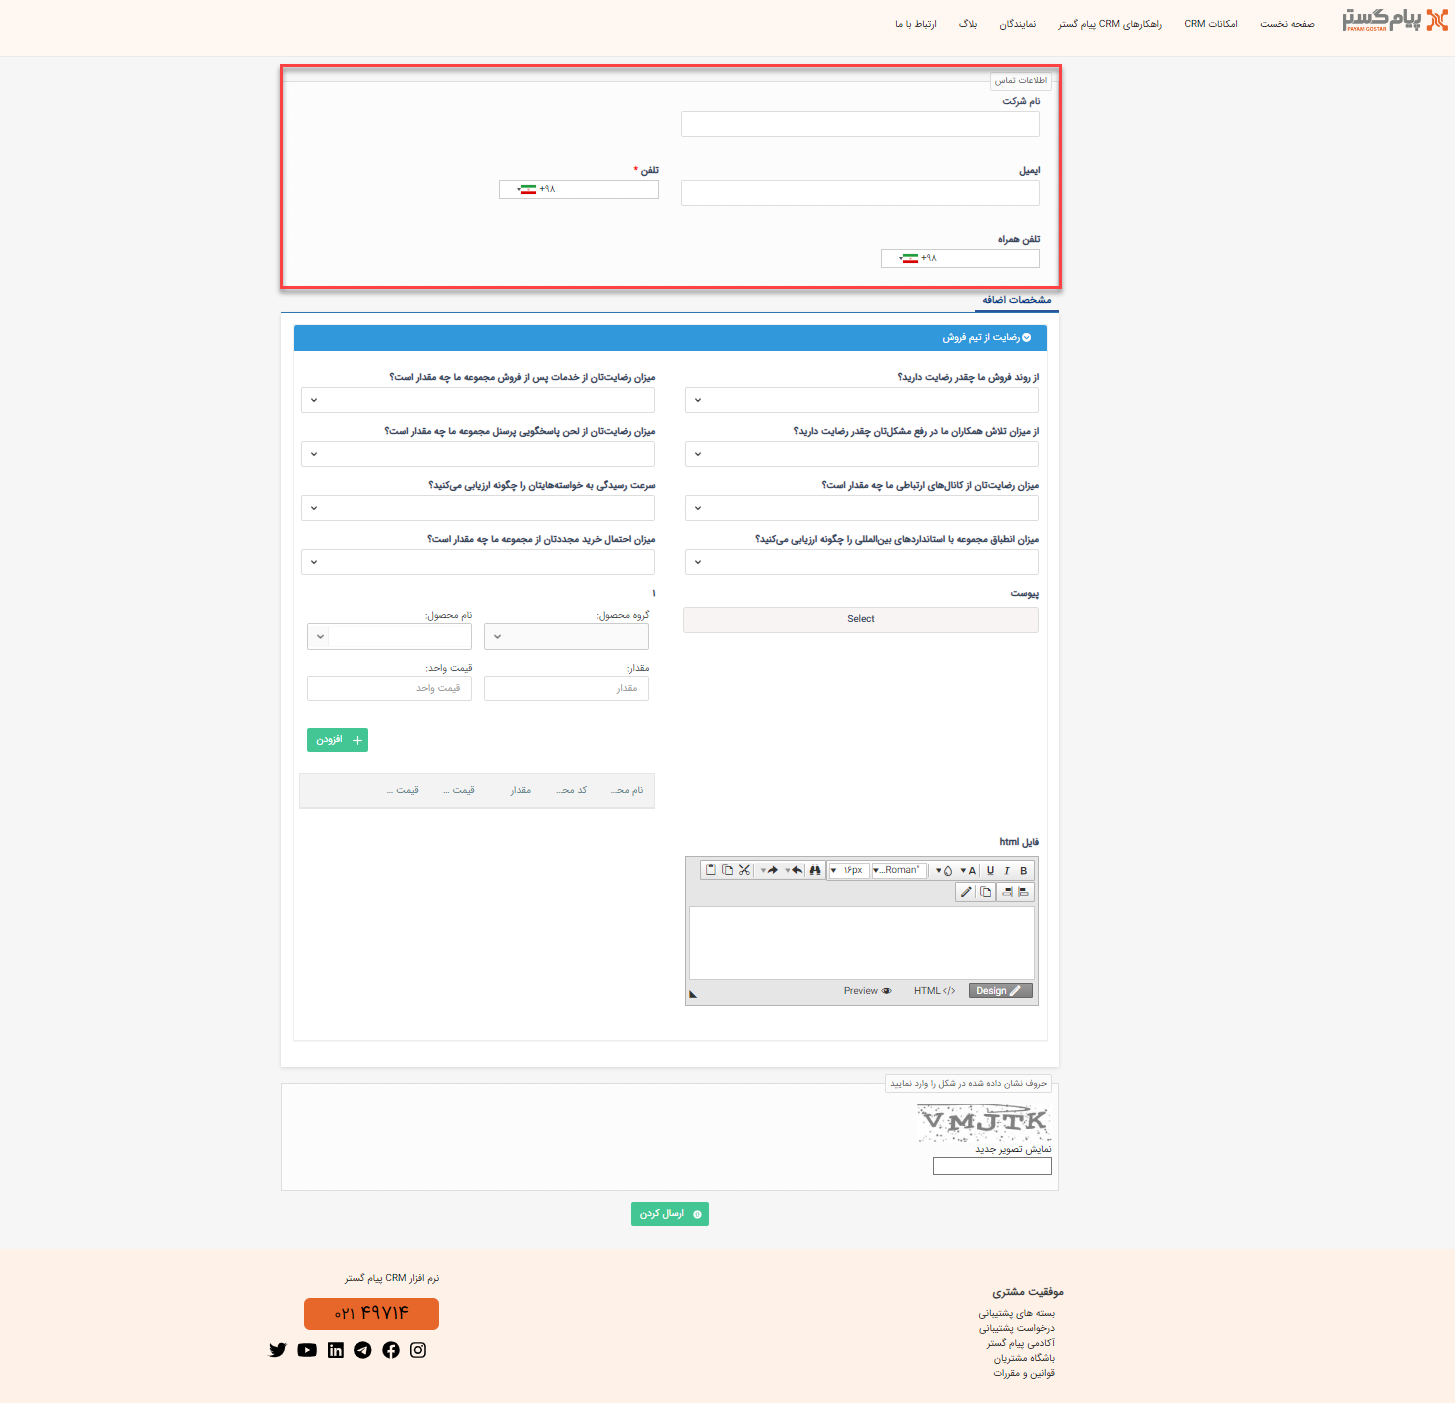 پیام گستر
PAYAM GOSTAR
صفحه نخست
امکانات CRM
راهکارهای CRM پیام گستر
نمایندگان
بلاگ
ارتباط با ما
اطلاعات تماس
نام شرکت
ایمیل
تلفن *
+۹۸
تلفن همراه
+۹۸
مشخصات اضافه
رضایت از تیم فروش
از روند فروش ما چقدر رضایت دارید؟
میزان رضایت‌تان از خدمات پس از فروش مجموعه ما چه مقدار است؟
از میزان تلاش همکاران ما در رفع مشکل‌تان چقدر رضایت دارید؟
میزان رضایت‌تان از لحن پاسخگویی پرسنل مجموعه ما چه مقدار است؟
میزان رضایت‌تان از کانال‌های ارتباطی ما چه مقدار است؟
سرعت رسیدگی به خواسته‌هایتان را چگونه ارزیابی می‌کنید؟
میزان انطباق مجموعه با استانداردهای بین‌المللی را چگونه ارزیابی می‌کنید؟
میزان احتمال خرید مجددتان از مجموعه ما چه مقدار است؟
پیوست
Select
۱
گروه محصول:
نام محصول:
مقدار:
قیمت واحد:
مقدار
قیمت واحد
افزودن
نام محـ...
کد محـ...
مقدار
قیمت ...
قیمت ...
فایل html
B I U A
Roman"...
۱۶px
Design
HTML
Preview
حروف نشان داده شده در شکل را وارد نمایید
VMJTK
نمایش تصویر جدید
ارسال کردن
موفقیت مشتری
بسته های پشتیبانی
درخواست پشتیبانی
آکادمی پیام گستر
باشگاه مشتریان
قوانین و مقررات
نرم افزار CRM پیام گستر
۰۲۱ ۴۹۷۱۴